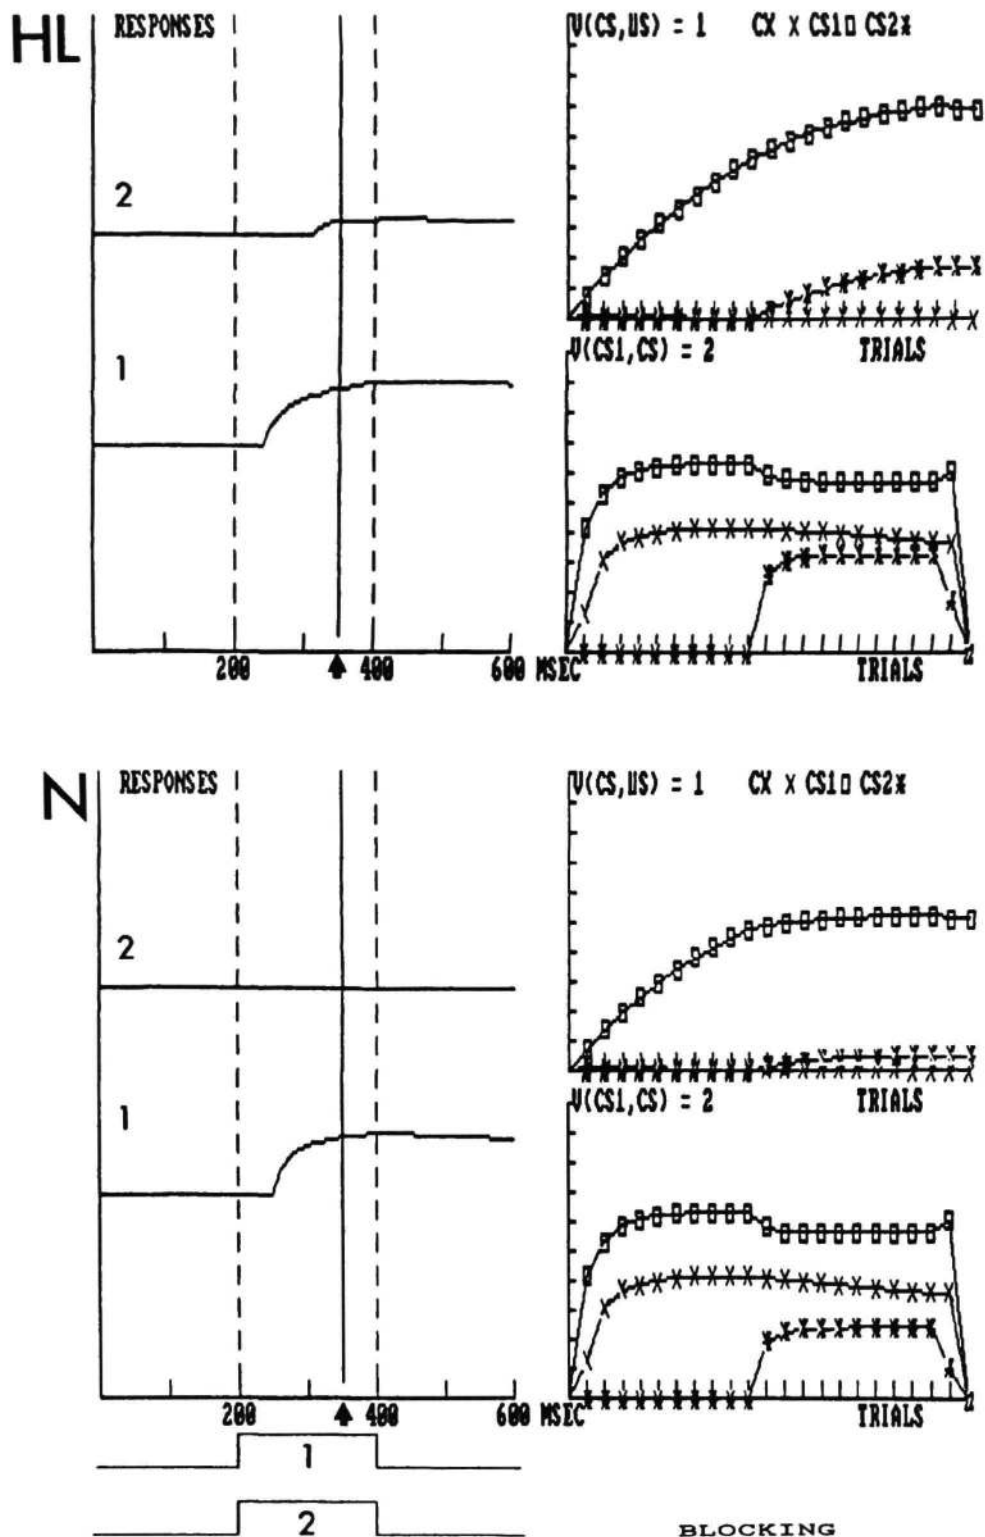 HL
RESPONSES
2
1
200 400 600 MSEC
V(CS,US) = 1 CX X CS1▯ CS2*
TRIALS
V(CS1,CS) = 2
TRIALS
N
RESPONSES
2
1
200 400 600 MSEC
V(CS,US) = 1 CX X CS1▯ CS2*
TRIALS
V(CS1,CS) = 2
TRIALS
1
2
BLOCKING